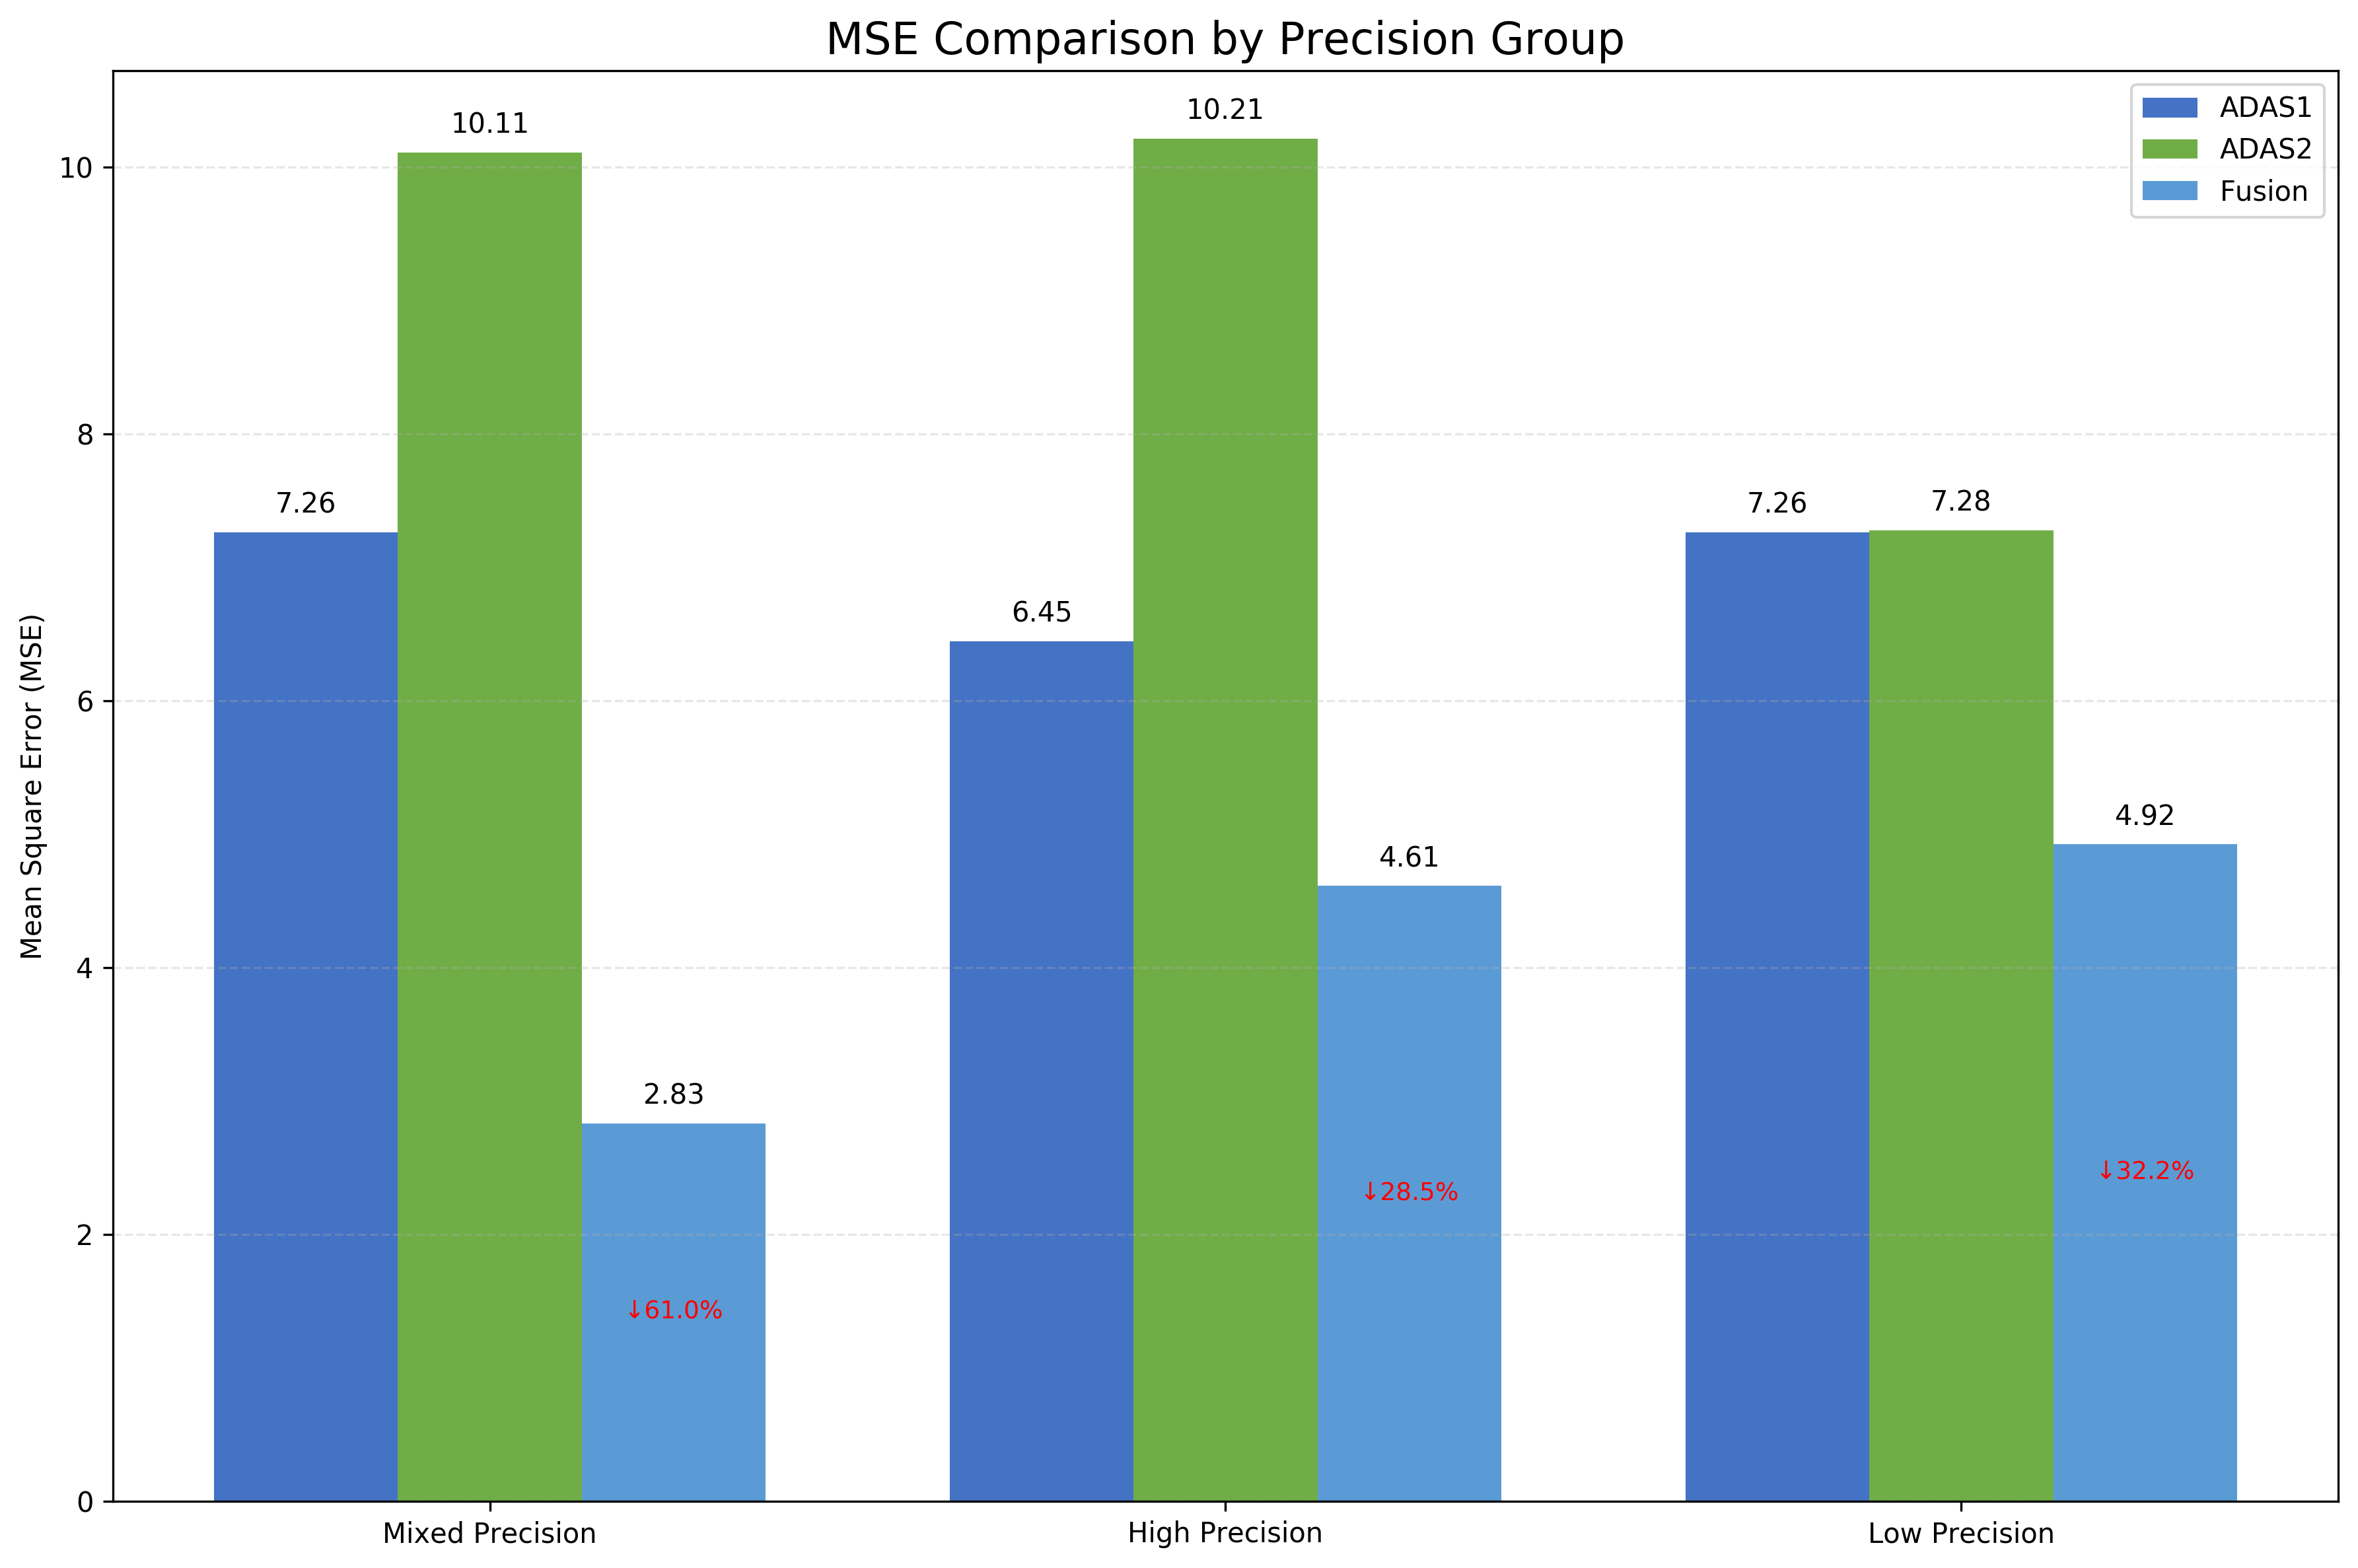 MSE Comparison by Precision Group
ADAS1
ADAS2
Fusion
Mean Square Error (MSE)
10
8
6
4
2
0
7.26
10.11
2.83
↓61.0%
6.45
10.21
4.61
↓28.5%
7.26
7.28
4.92
↓32.2%
Mixed Precision
High Precision
Low Precision